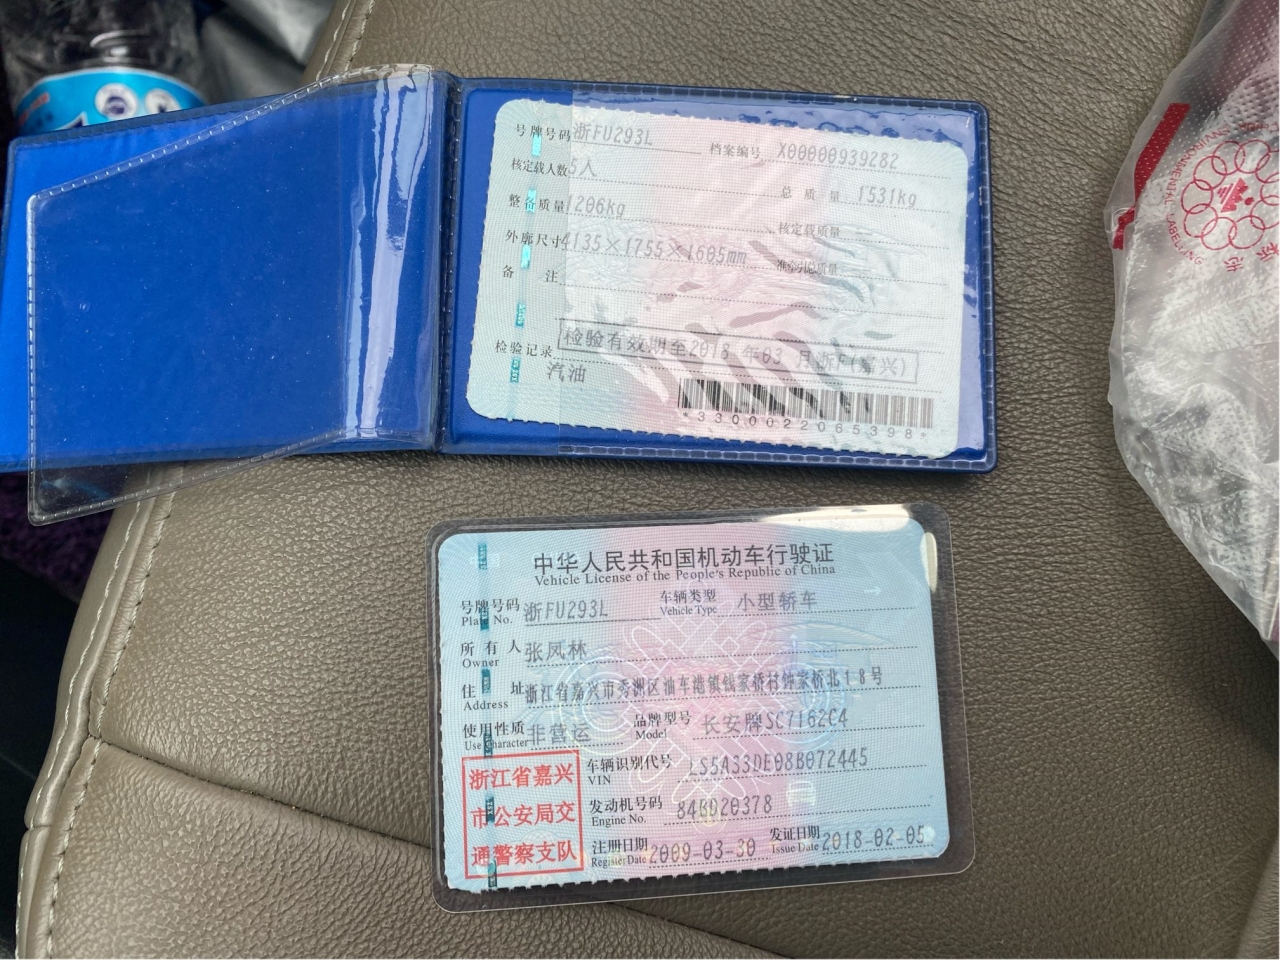 号牌号码 浙FU293L 档案编号 X00000939282
核定载人数 5人 总质量 1531kg
整备质量 1206kg 核定载质量 --
外廓尺寸 4135×1755×1605mm 准牵引总质量 --
备注
检验记录 检验有效期至2018年03月浙F(嘉兴)
汽油
*3300022065398*
中华人民共和国机动车行驶证
Vehicle License of the People's Republic of China
号牌号码 浙FU293L 车辆类型 小型轿车
Plate No. Vehicle Type
所有人 张凤林
Owner
住址 浙江省嘉兴市秀洲区油车港镇钱家桥村钟家桥北18号
Address
使用性质 非营运 品牌型号 长安牌SC7162C4
Use Character Model
浙江省嘉兴
市公安局交
通警察支队
车辆识别代号 LS5A33DE08B072445
VIN
发动机号码 84B020378
Engine No.
注册日期 2009-03-30 发证日期 2018-02-05
Register Date Issue Date